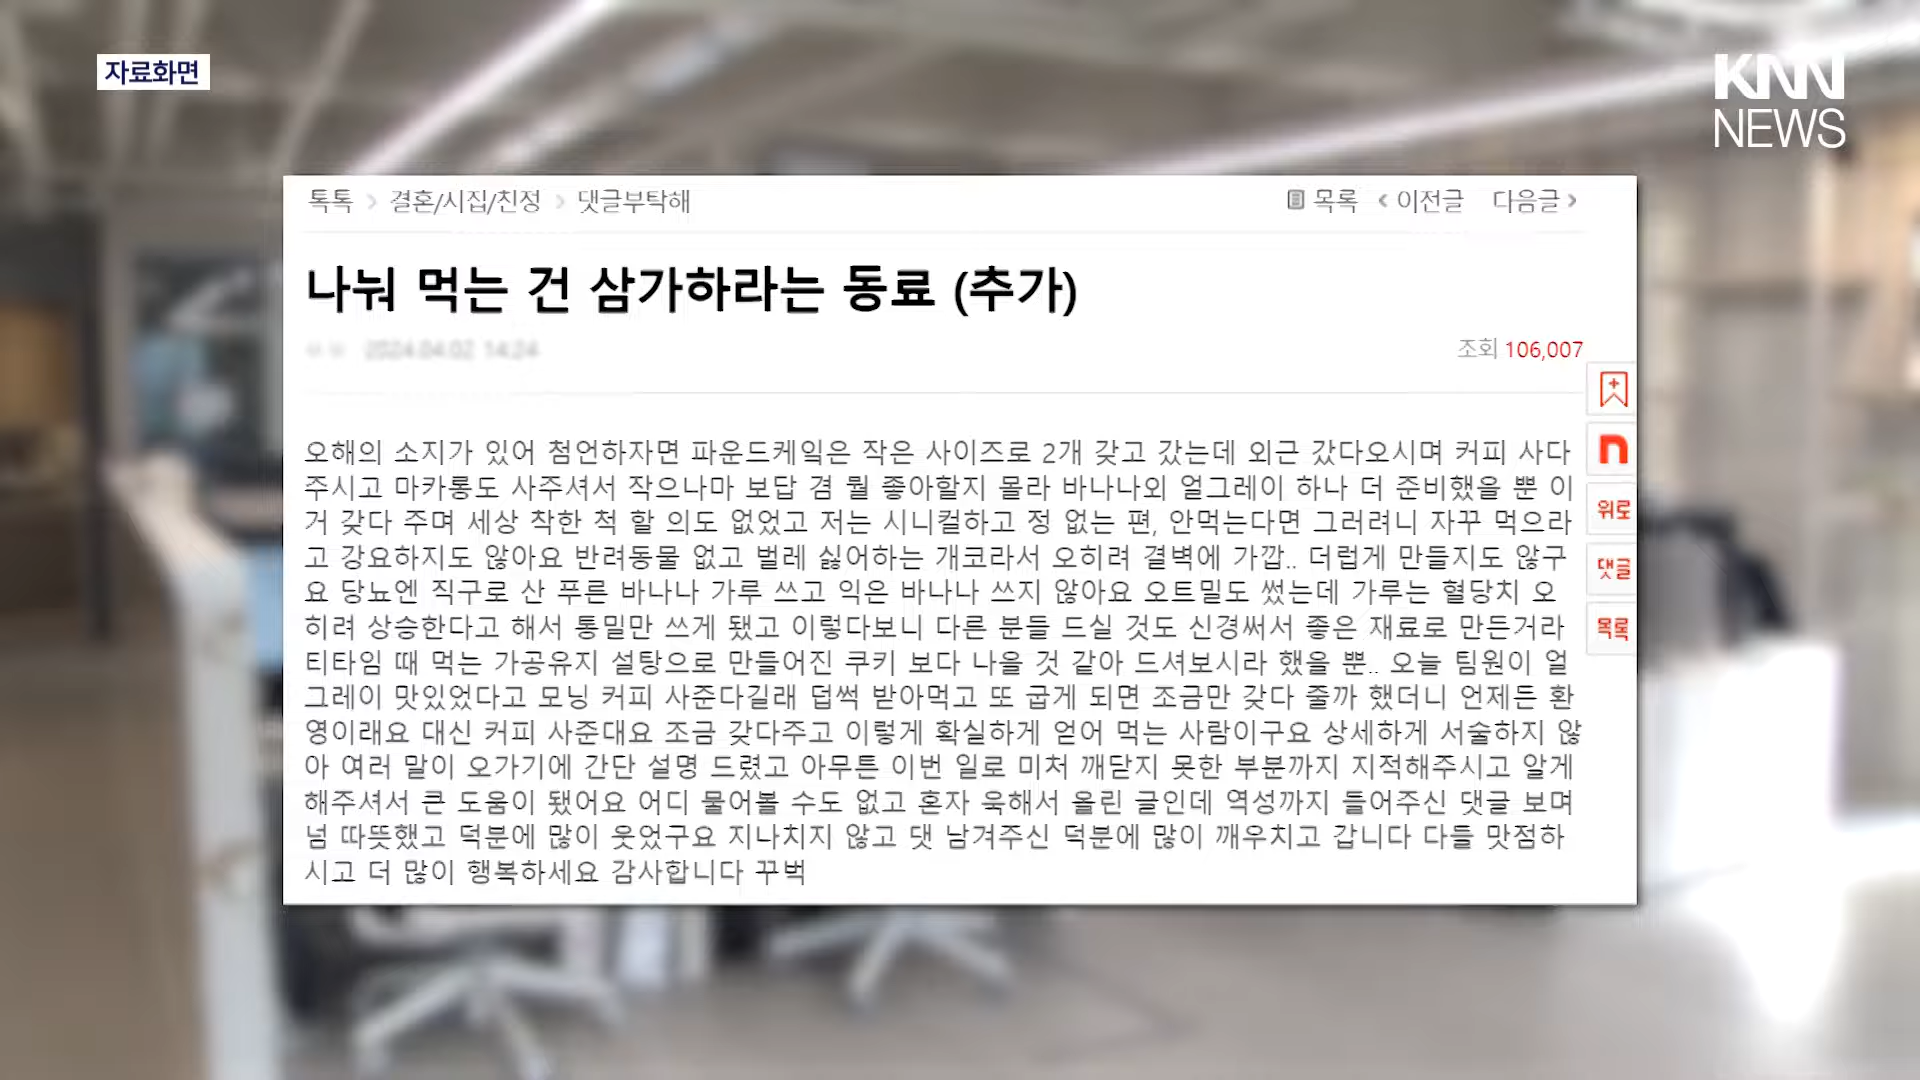 자료화면
KNN
NEWS
톡톡 > 결혼/시집/친정 > 댓글부탁해
목록 < 이전글 다음글 >
나눠 먹는 건 삼가하라는 동료 (추가)
2024.04.02 14:24
조회 106,007
오해의 소지가 있어 첨언하자면 파운드케잌은 작은 사이즈로 2개 갖고 갔는데 외근 갔다오시며 커피 사다
주시고 마카롱도 사주셔서 작으나마 보답 겸 뭘 좋아할지 몰라 바나나외 얼그레이 하나 더 준비했을 뿐 이
거 갖다 주며 세상 착한 척 할 의도 없었고 저는 시니컬하고 정 없는 편, 안먹는다면 그러려니 자꾸 먹으라
고 강요하지도 않아요 반려동물 없고 벌레 싫어하는 개코라서 오히려 결벽에 가깝.. 더럽게 만들지도 않구
요 당뇨엔 직구로 산 푸른 바나나 가루 쓰고 익은 바나나 쓰지 않아요 오트밀도 썼는데 가루는 혈당치 오
히려 상승한다고 해서 통밀만 쓰게 됐고 이렇다보니 다른 분들 드실 것도 신경써서 좋은 재료로 만든거라
티타임 때 먹는 가공유지 설탕으로 만들어진 쿠키 보다 나을 것 같아 드셔보시라 했을 뿐.. 오늘 팀원이 얼
그레이 맛있었다고 모닝 커피 사준다길래 덥썩 받아먹고 또 굽게 되면 조금만 갖다 줄까 했더니 언제든 환
영이래요 대신 커피 사준대요 조금 갖다주고 이렇게 확실하게 얻어 먹는 사람이구요 상세하게 서술하지 않
아 여러 말이 오가기에 간단 설명 드렸고 아무튼 이번 일로 미처 깨닫지 못한 부분까지 지적해주시고 알게
해주셔서 큰 도움이 됐어요 어디 물어볼 수도 없고 혼자 욱해서 올린 글인데 역성까지 들어주신 댓글 보며
넘 따뜻했고 덕분에 많이 웃었구요 지나치지 않고 댓 남겨주신 덕분에 많이 깨우치고 갑니다 다들 맛점하
시고 더 많이 행복하세요 감사합니다 꾸벅
n
위로
댓글
목록